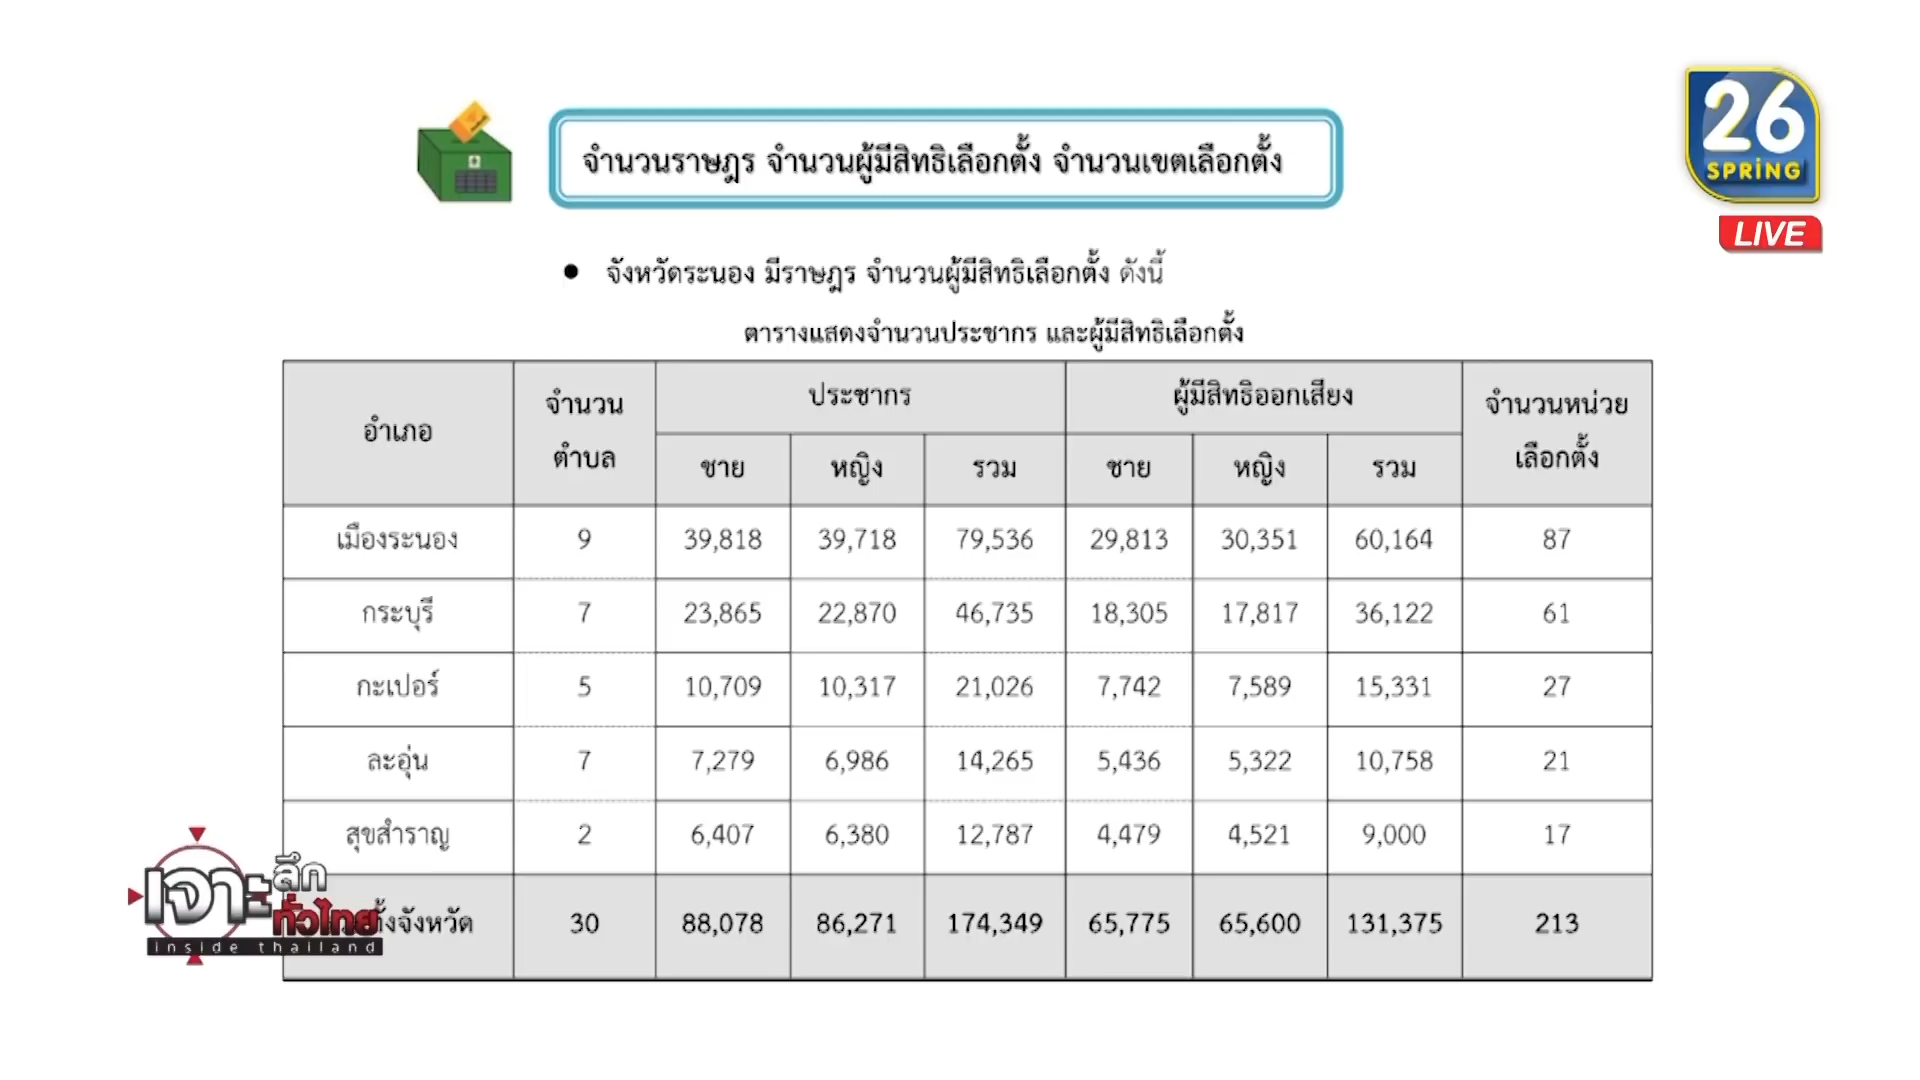 26
SPRiNG
LIVE
จำนวนราษฎร จำนวนผู้มีสิทธิเลือกตั้ง จำนวนเขตเลือกตั้ง
• จังหวัดระนอง มีราษฎร จำนวนผู้มีสิทธิเลือกตั้ง ดังนี้
ตารางแสดงจำนวนประชากร และผู้มีสิทธิเลือกตั้ง
อำเภอ จำนวนตำบล ประชากร ผู้มีสิทธิออกเสียง จำนวนหน่วยเลือกตั้ง
ชาย หญิง รวม ชาย หญิง รวม
เมืองระนอง 9 39,818 39,718 79,536 29,813 30,351 60,164 87
กระบุรี 7 23,865 22,870 46,735 18,305 17,817 36,122 61
กะเปอร์ 5 10,709 10,317 21,026 7,742 7,589 15,331 27
ละอุ่น 7 7,279 6,986 14,265 5,436 5,322 10,758 21
สุขสำราญ 2 6,407 6,380 12,787 4,479 4,521 9,000 17
ทั้งจังหวัด 30 88,078 86,271 174,349 65,775 65,600 131,375 213
เจาะลึก
ทั่วไทย
inside thailand